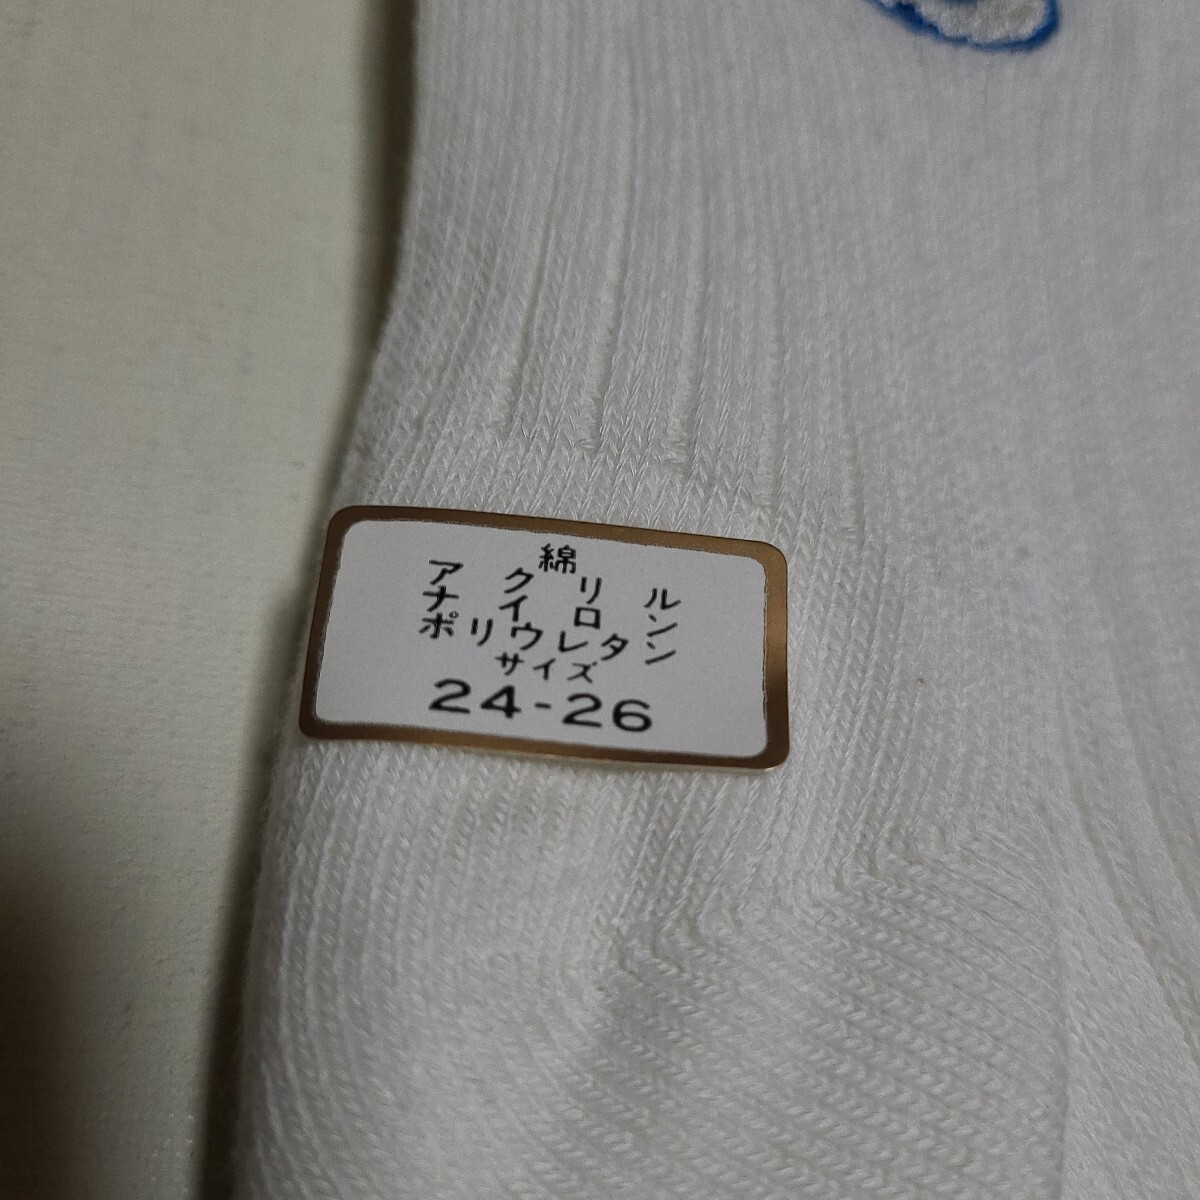 綿
アクリル
ナイロン
ポリウレタン
サイズ
24-26